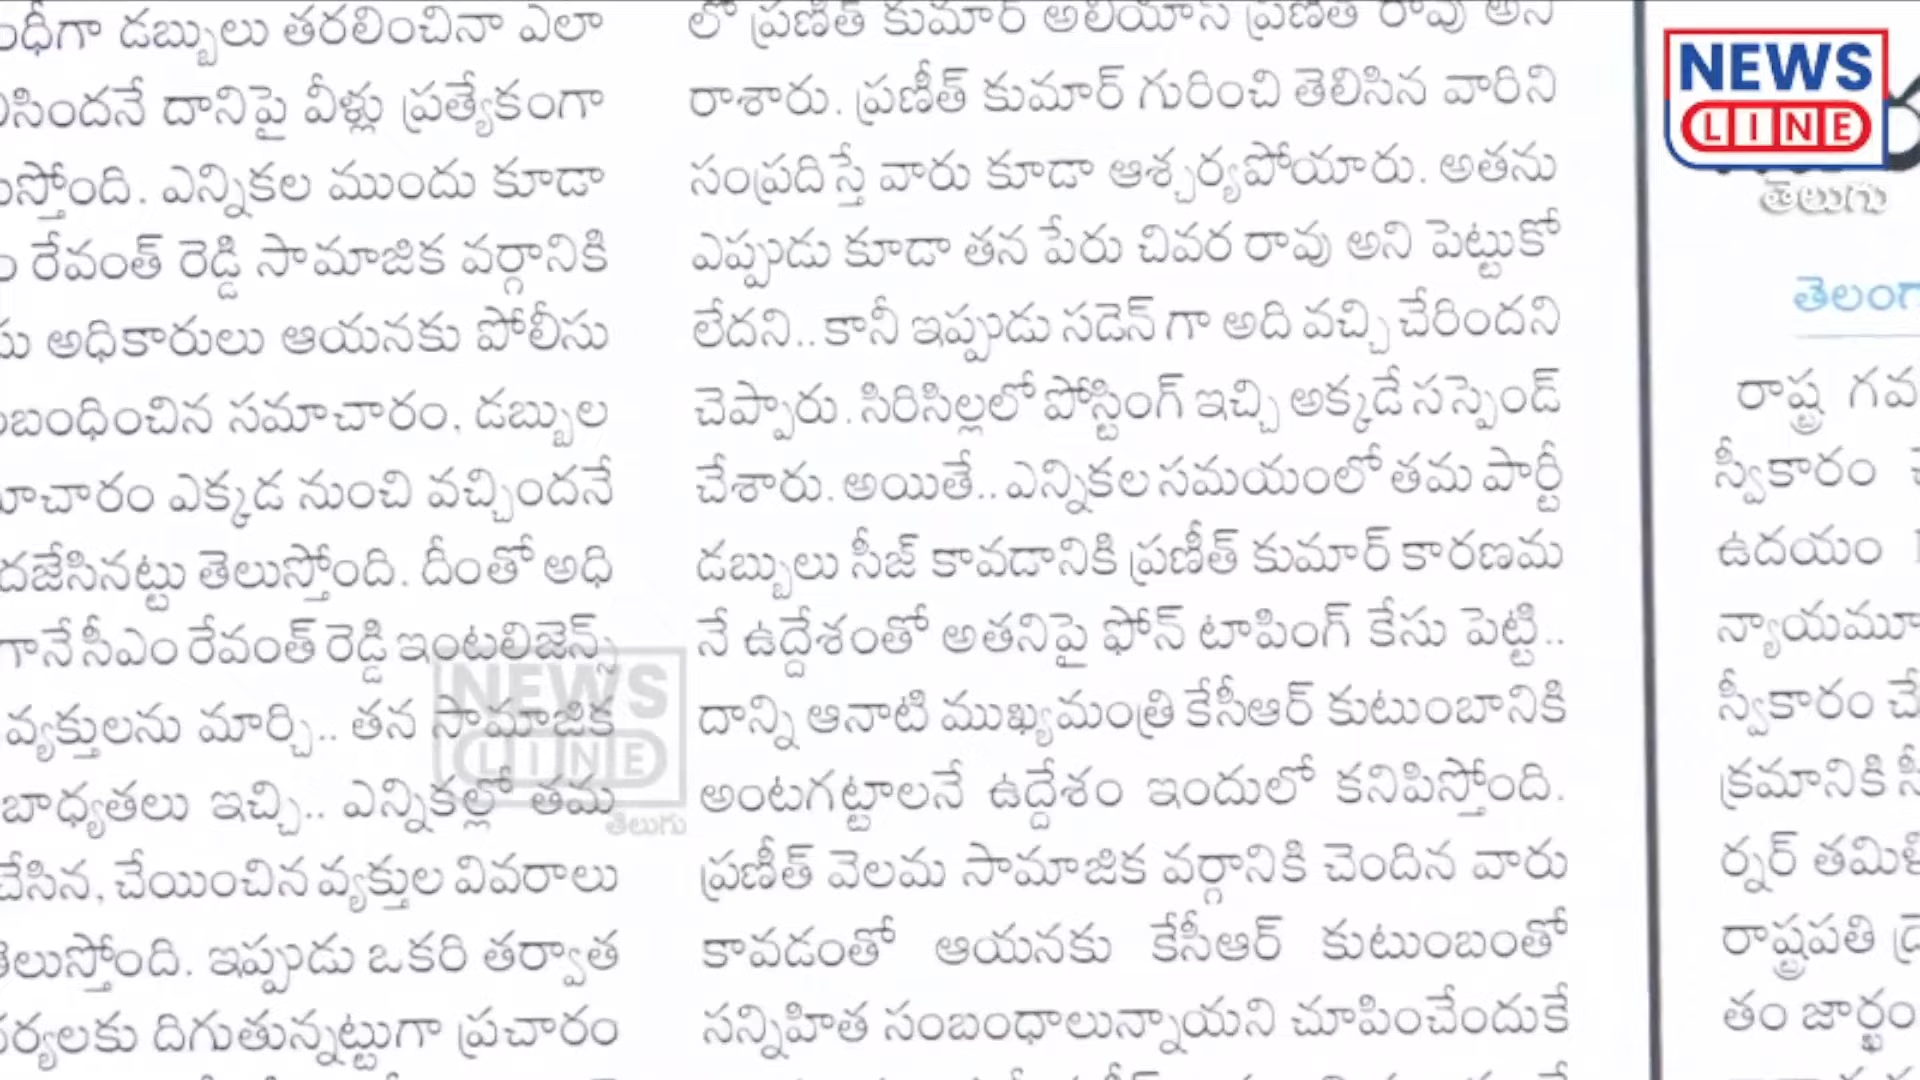 డబ్బులు తరలించినా ఎలా
దానిపై వీళ్లు ప్రత్యేకంగా
ఎన్నికల ముందు కూడా
రేవంత్ రెడ్డి సామాజిక వర్గానికి
అధికారులు ఆయనకు పోలీసు
సమాచారం, డబ్బుల
ఎక్కడ నుంచి వచ్చిందనే
తెలుస్తోంది. దీంతో అధి
సీఎం రేవంత్ రెడ్డి ఇంటలిజెన్స్
వ్యక్తులను మార్చి.. తన సామాజిక
బాధ్యతలు ఇచ్చి.. ఎన్నికల్లో తమ
చేసిన, చేయించిన వ్యక్తుల వివరాలు
ఇప్పుడు ఒకరి తర్వాత
దిగుతున్నట్టుగా ప్రచారం
లో ప్రణీత్ కుమార్ అలియాస్ ప్రణీత్ రావు అని
రాశారు. ప్రణీత్ కుమార్ గురించి తెలిసిన వారిని
సంప్రదిస్తే వారు కూడా ఆశ్చర్యపోయారు. అతను
ఎప్పుడు కూడా తన పేరు చివర రావు అని పెట్టుకో
లేదని.. కానీ ఇప్పుడు సడెన్ గా అది వచ్చి చేరిందని
చెప్పారు. సిరిసిల్లలో పోస్టింగ్ ఇచ్చి అక్కడే సస్పెండ్
చేశారు. అయితే.. ఎన్నికల సమయంలో తమ పార్టీ
డబ్బులు సీజ్ కావడానికి ప్రణీత్ కుమార్ కారణమ
నే ఉద్దేశంతో అతనిపై ఫోన్ టాపింగ్ కేసు పెట్టి..
దాన్ని ఆనాటి ముఖ్యమంత్రి కేసీఆర్ కుటుంబానికి
అంటగట్టాలనే ఉద్దేశం ఇందులో కనిపిస్తోంది.
ప్రణీత్ వెలమ సామాజిక వర్గానికి చెందిన వారు
కావడంతో ఆయనకు కేసీఆర్ కుటుంబంతో
సన్నిహిత సంబంధాలున్నాయని చూపించేందుకే
NEWS
LINE
తెలుగు
NEWS
LINE
తెలుగు
రాష్ట్ర గవ
స్వీకారం
ఉదయం
న్యాయమూ
స్వీకారం చే
క్రమానికి
ర్నర్ తమిళి
రాష్ట్రపతి
తం జార్ఖం